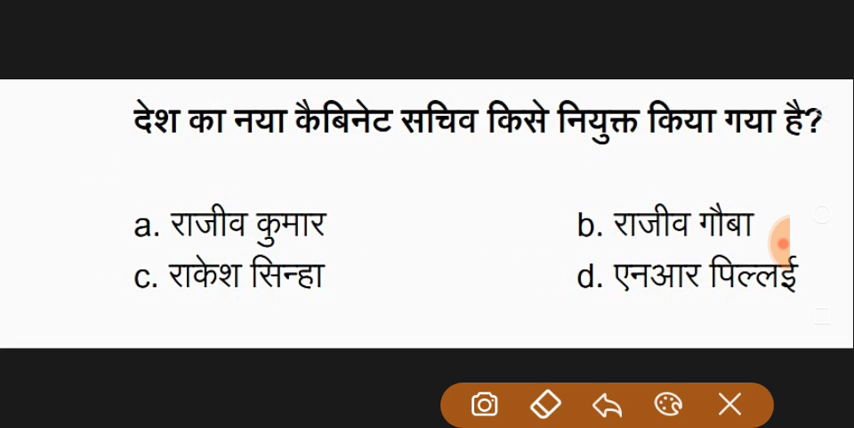 देश का नया कैबिनेट सचिव किसे नियुक्त किया गया है?
a. राजीव कुमार b. राजीव गौबा
c. राकेश सिन्हा d. एनआर पिल्लई